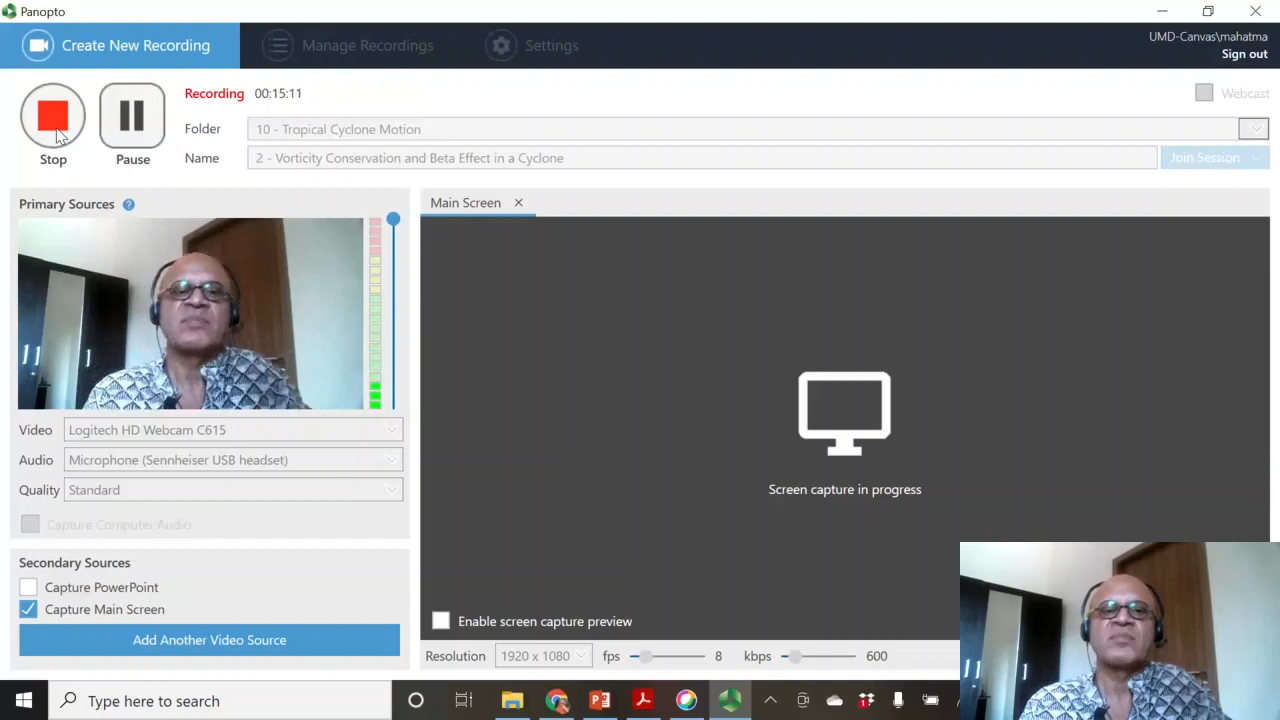 Panopto
Create New Recording
Manage Recordings
Settings
UMD-Canvas\mahatma
Sign out
Recording 00:15:11
Webcast
Folder 10 - Tropical Cyclone Motion
Stop
Pause
Name 2 - Vorticity Conservation and Beta Effect in a Cyclone
Join Session
Primary Sources ?
Main Screen
Video Logitech HD Webcam C615
Audio Microphone (Sennheiser USB headset)
Quality Standard
Capture Computer Audio
Screen capture in progress
Secondary Sources
Capture PowerPoint
Capture Main Screen
Add Another Video Source
Enable screen capture preview
Resolution 1920 x 1080 fps 8 kbps 600
Type here to search